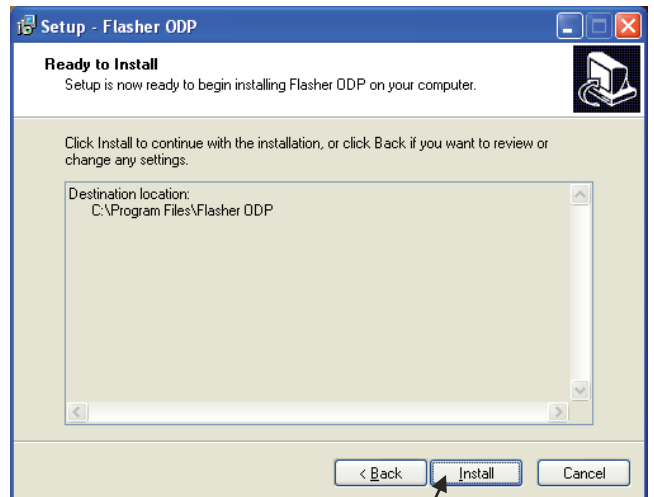 Setup - Flasher ODP
Ready to Install
Setup is now ready to begin installing Flasher ODP on your computer.
Click Install to continue with the installation, or click Back if you want to review or
change any settings.
Destination location:
C:\Program Files\Flasher ODP
< Back
Install
Cancel